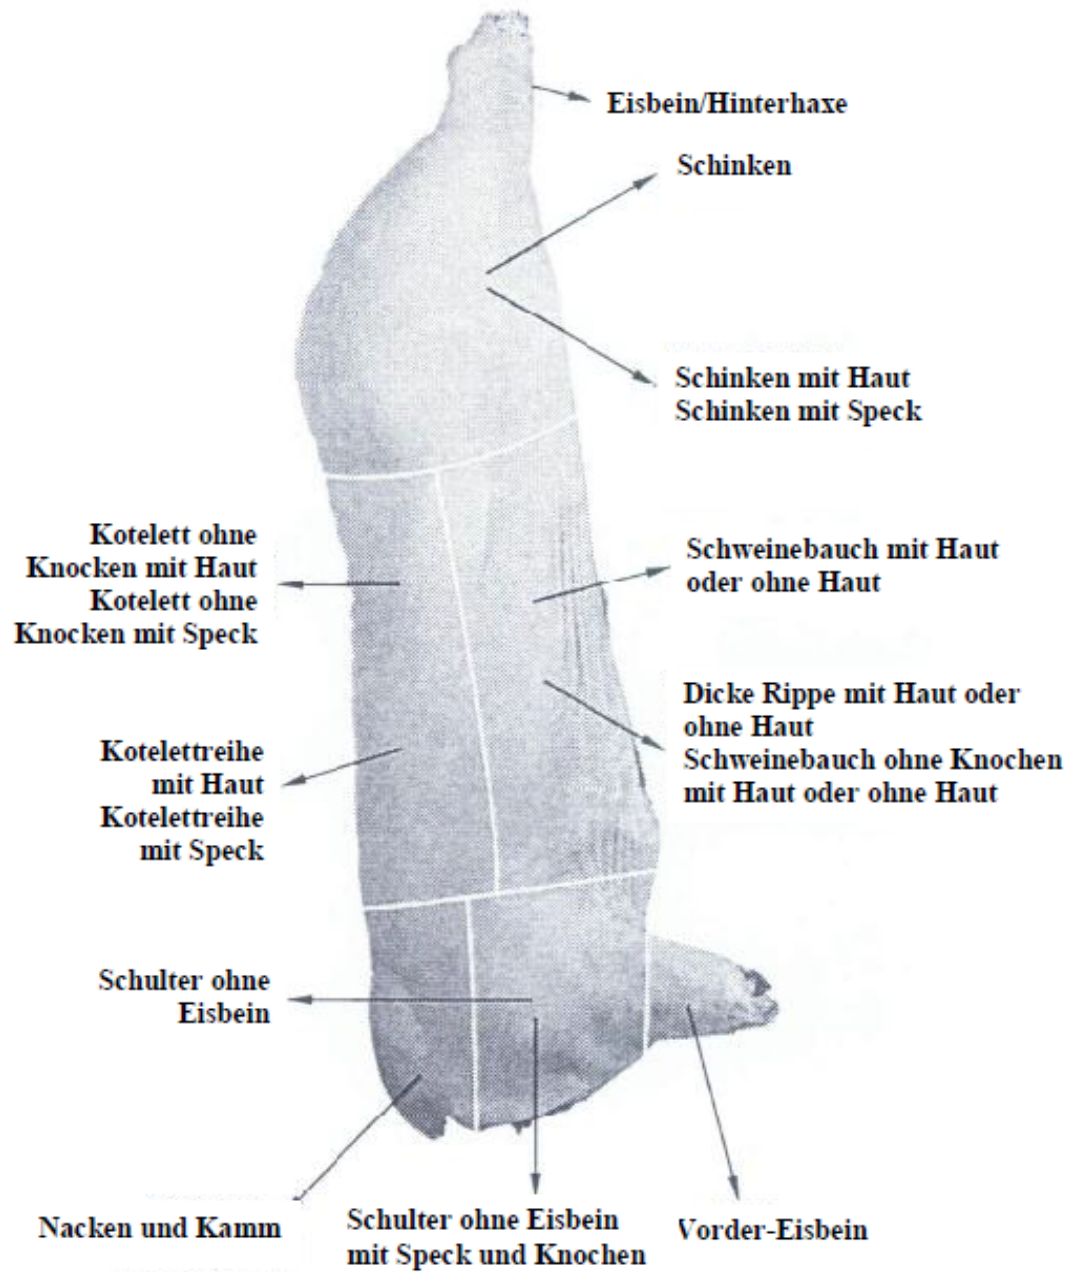 Eisbein/Hinterhaxe
Schinken
Schinken mit Haut
Schinken mit Speck
Kotelett ohne
Knocken mit Haut
Kotelett ohne
Knocken mit Speck
Schweinebauch mit Haut
oder ohne Haut
Dicke Rippe mit Haut oder
ohne Haut
Schweinebauch ohne Knochen
mit Haut oder ohne Haut
Kotelettreihe
mit Haut
Kotelettreihe
mit Speck
Schulter ohne
Eisbein
Nacken und Kamm
Schulter ohne Eisbein
mit Speck und Knochen
Vorder-Eisbein